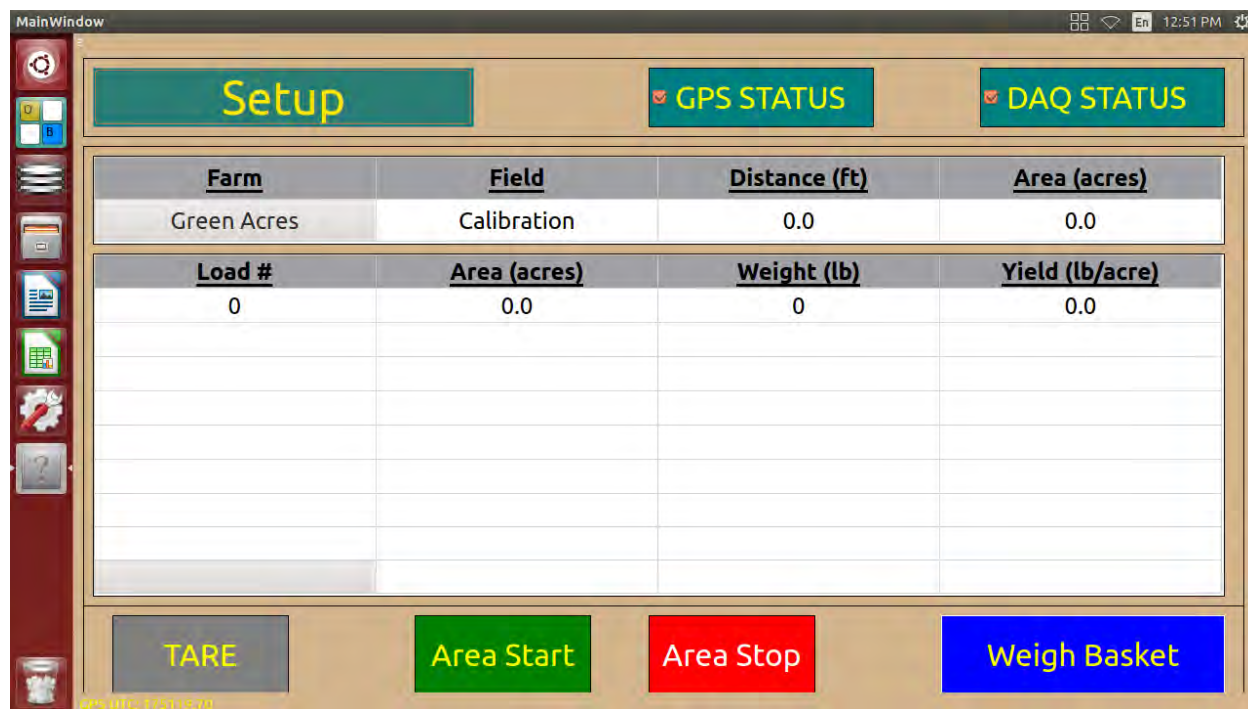 MainWindow En 12:51 PM
Setup GPS STATUS DAQ STATUS
Farm Field Distance (ft) Area (acres)
Green Acres Calibration 0.0 0.0
Load # Area (acres) Weight (lb) Yield (lb/acre)
0 0.0 0 0.0
TARE Area Start Area Stop Weigh Basket